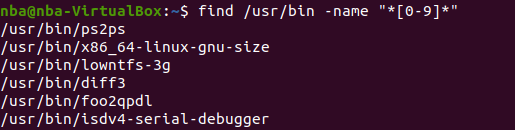 nba@nba-VirtualBox:~$ find /usr/bin -name "*[0-9]*"
/usr/bin/ps2ps
/usr/bin/x86_64-linux-gnu-size
/usr/bin/lowntfs-3g
/usr/bin/diff3
/usr/bin/foo2qpdl
/usr/bin/isdv4-serial-debugger